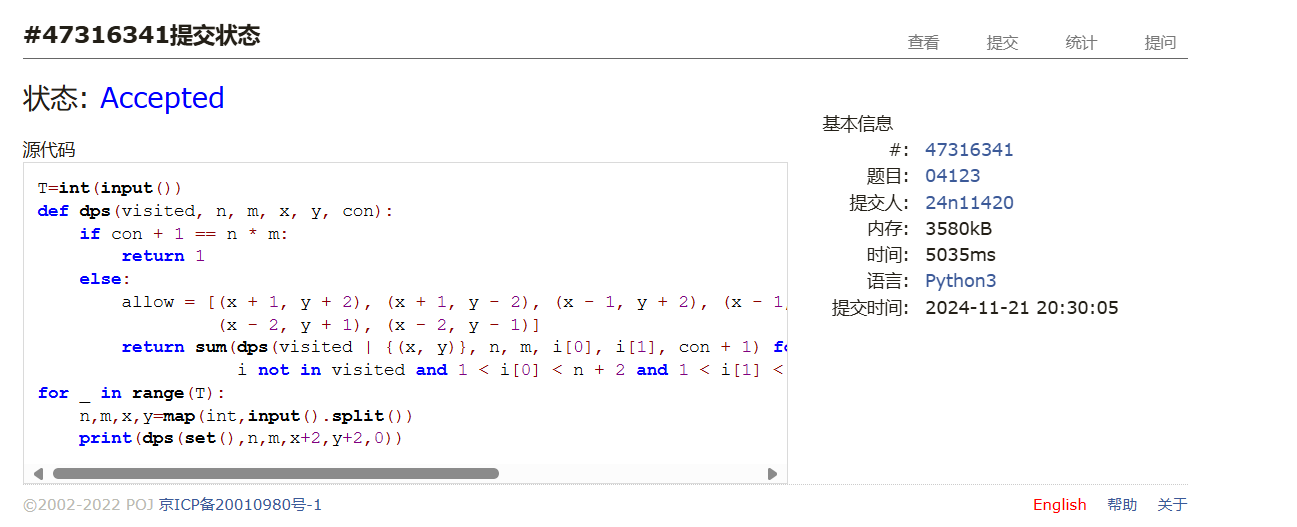 #47316341提交状态
查看 提交 统计 提问
状态: Accepted
源代码
T=int(input())
def dps(visited, n, m, x, y, con):
    if con + 1 == n * m:
        return 1
    else:
        allow = [(x + 1, y + 2), (x + 1, y - 2), (x - 1, y + 2), (x - 1,
                 (x - 2, y + 1), (x - 2, y - 1)]
        return sum(dps(visited | {(x, y)}, n, m, i[0], i[1], con + 1) fo
                   i not in visited and 1 < i[0] < n + 2 and 1 < i[1] <
for _ in range(T):
    n,m,x,y=map(int,input().split())
    print(dps(set(),n,m,x+2,y+2,0))
基本信息
#: 47316341
题目: 04123
提交人: 24n11420
内存: 3580kB
时间: 5035ms
语言: Python3
提交时间: 2024-11-21 20:30:05
©2002-2022 POJ 京ICP备20010980号-1
English 帮助 关于